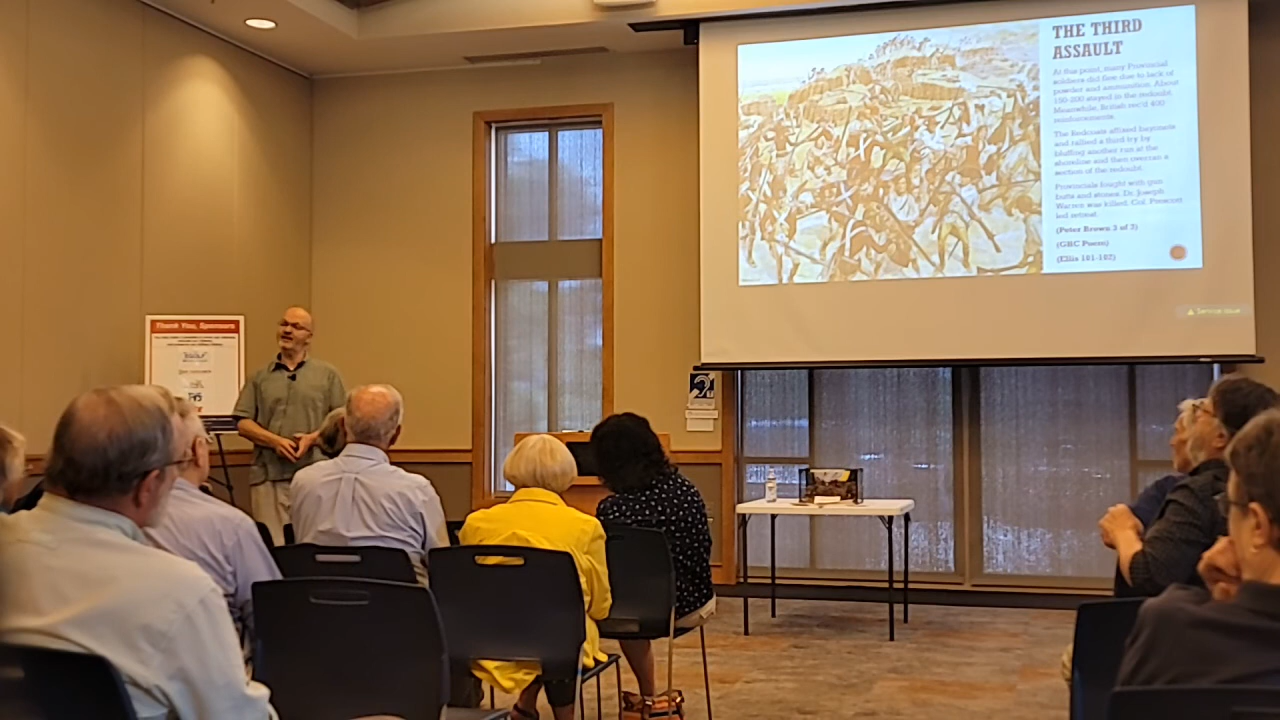 THE THIRD
ASSAULT
At this point, many Provincial
soldiers did flee due to lack of
powder and ammunition. About
150-200 stayed in the redoubt.
Meanwhile, British rec'd 400
reinforcements.
The Redcoats affixed bayonets
and rallied a third try by
bluffing another run at the
shoreline and then overran a
section of the redoubt.
Provincials fought with gun
butts and stones. Dr. Joseph
Warren was killed. Col. Prescott
led retreat.
(Peter Brown 3 of 3)
(GBC Poem)
(Ellis 101-102)
Service Issue
Thank You, Sponsors